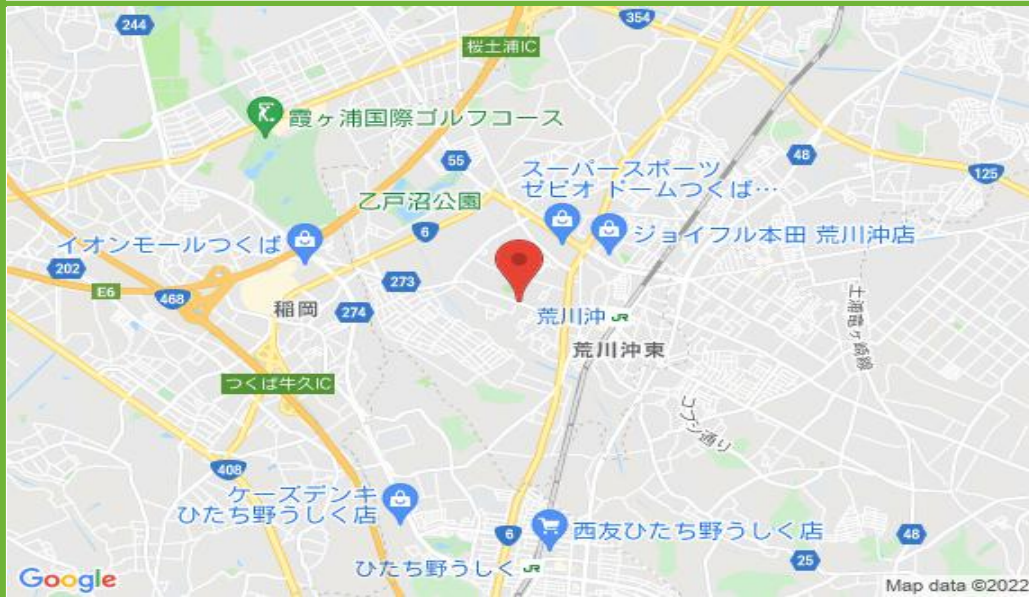 244
354
桜土浦IC
霞ヶ浦国際ゴルフコース
55
48
125
スーパースポーツ
ゼビオ ドームつくば…
乙戸沼公園
6
イオンモールつくば
ジョイフル本田 荒川沖店
202
E6
468
273
稲岡
274
荒川沖 JR
荒川沖東
土浦竜ヶ崎線
つくば牛久IC
コブシ通り
408
ケーズデンキ
ひたち野うしく店
6
西友ひたち野うしく店
48
25
ひたち野うしく JR
Google
Map data ©2022